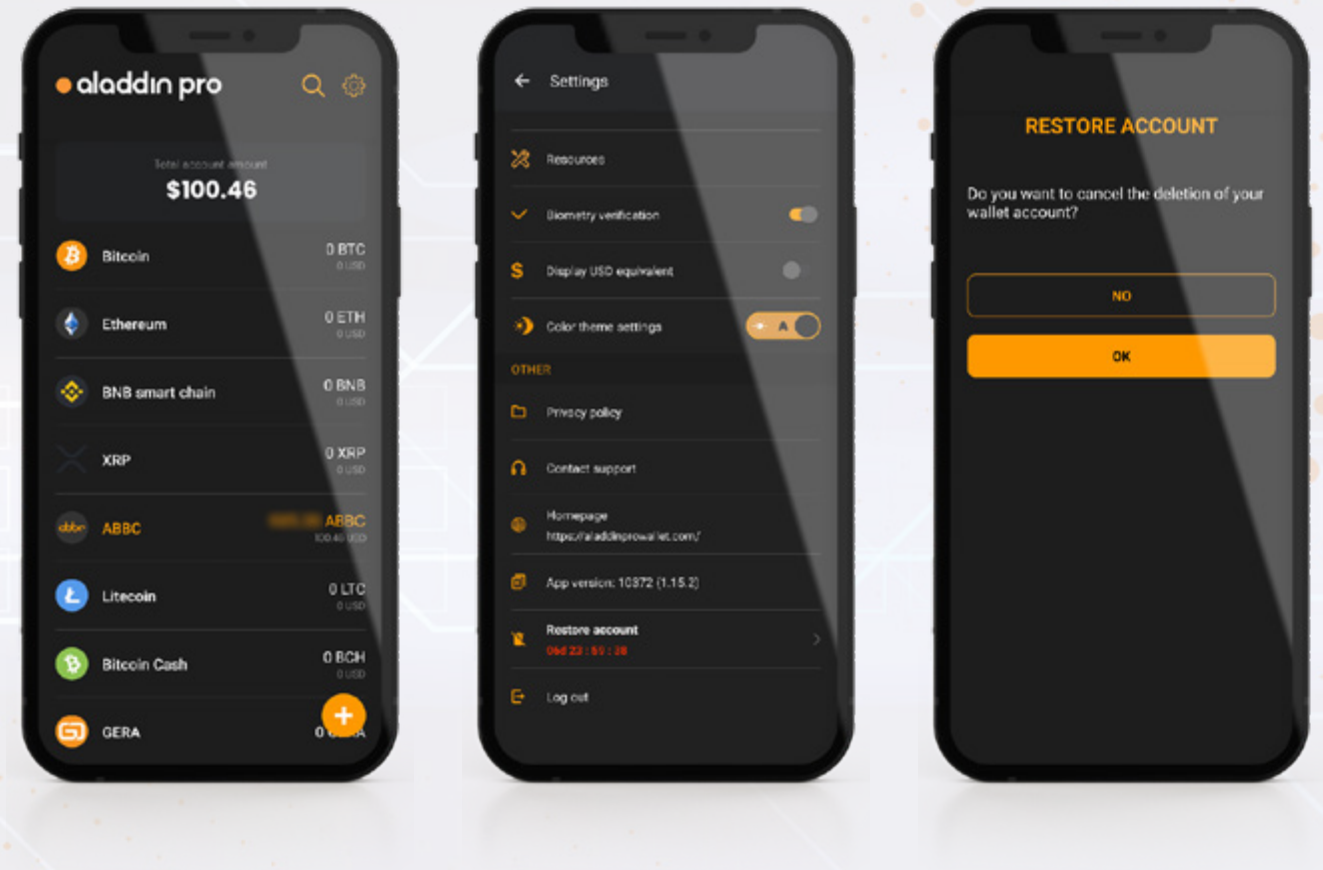 aladdin pro
Total account amount
$100.46
Bitcoin
0 BTC
0 USD
Ethereum
0 ETH
0 USD
BNB smart chain
0 BNB
0 USD
XRP
0 XRP
0 USD
abbc
ABBC
ABBC
100.46 USD
Litecoin
0 LTC
0 USD
Bitcoin Cash
0 BCH
0 USD
GERA
0
Settings
Resources
Biometry verification
Display USD equivalent
Color theme settings
A
OTHER
Privacy policy
Contact support
Homepage
https://aladdinprowallet.com/
App version: 10372 (1.15.2)
Restore account
06d 23 : 59 : 38
Log out
RESTORE ACCOUNT
Do you want to cancel the deletion of your
wallet account?
NO
OK